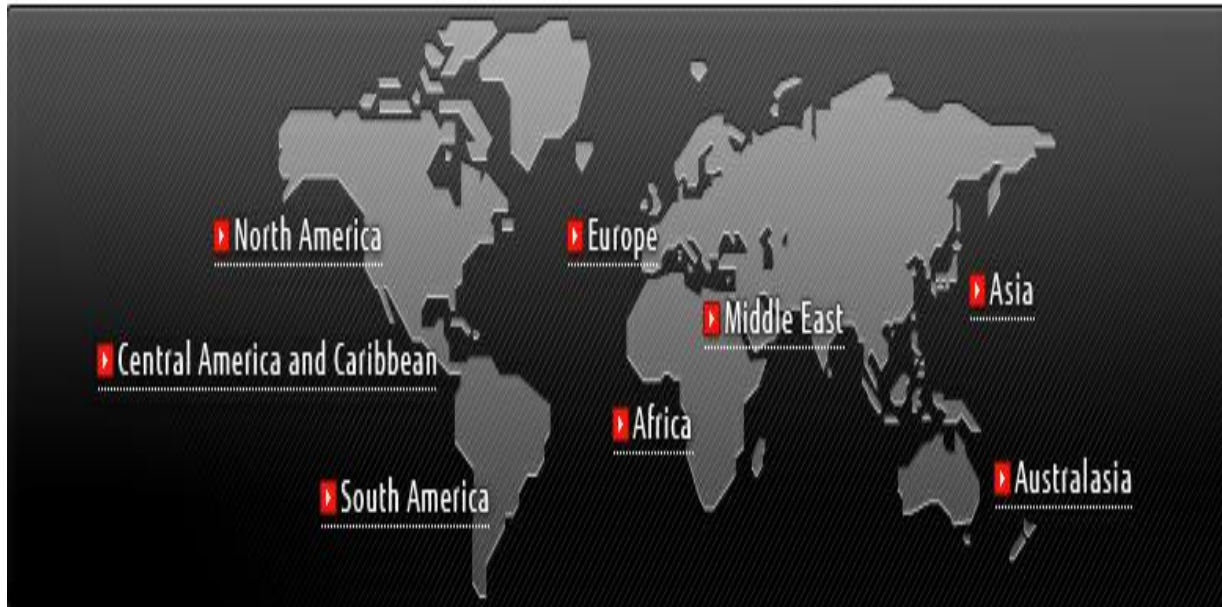 North America
Europe
Asia
Middle East
Central America and Caribbean
Africa
Australasia
South America